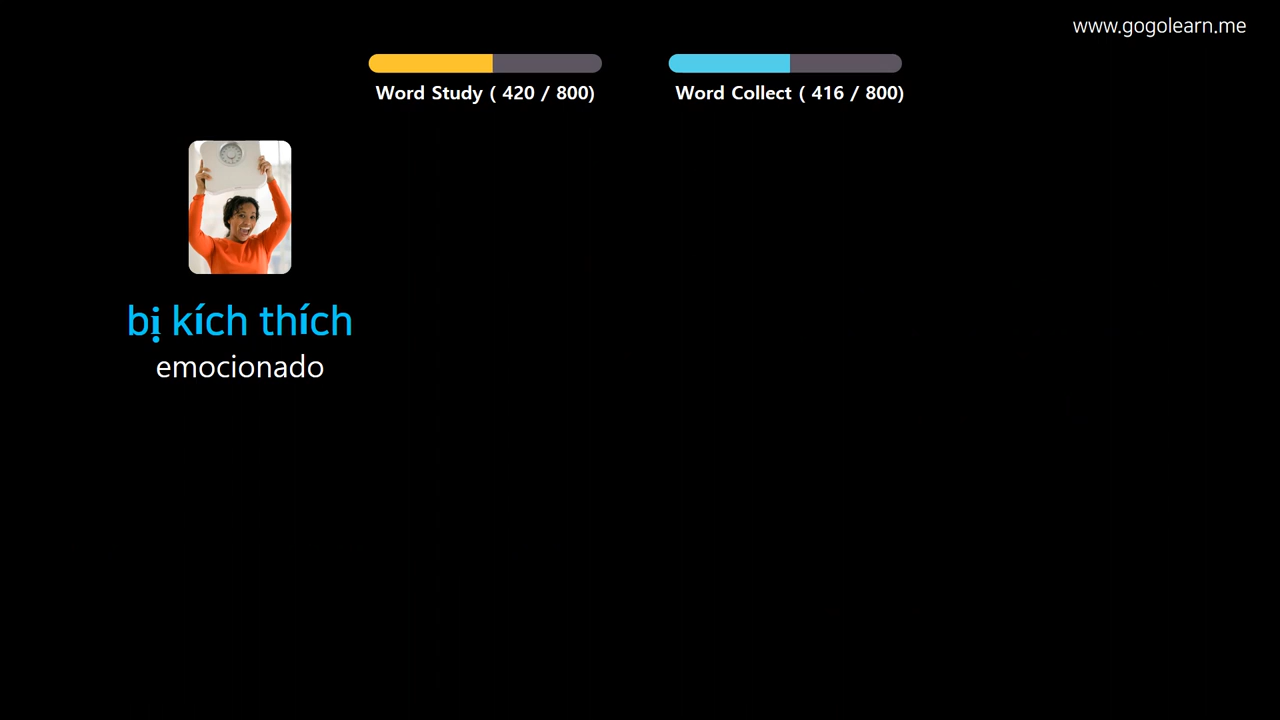 www.gogolearn.me
Word Study ( 420 / 800)
Word Collect ( 416 / 800)
bị kích thích
emocionado